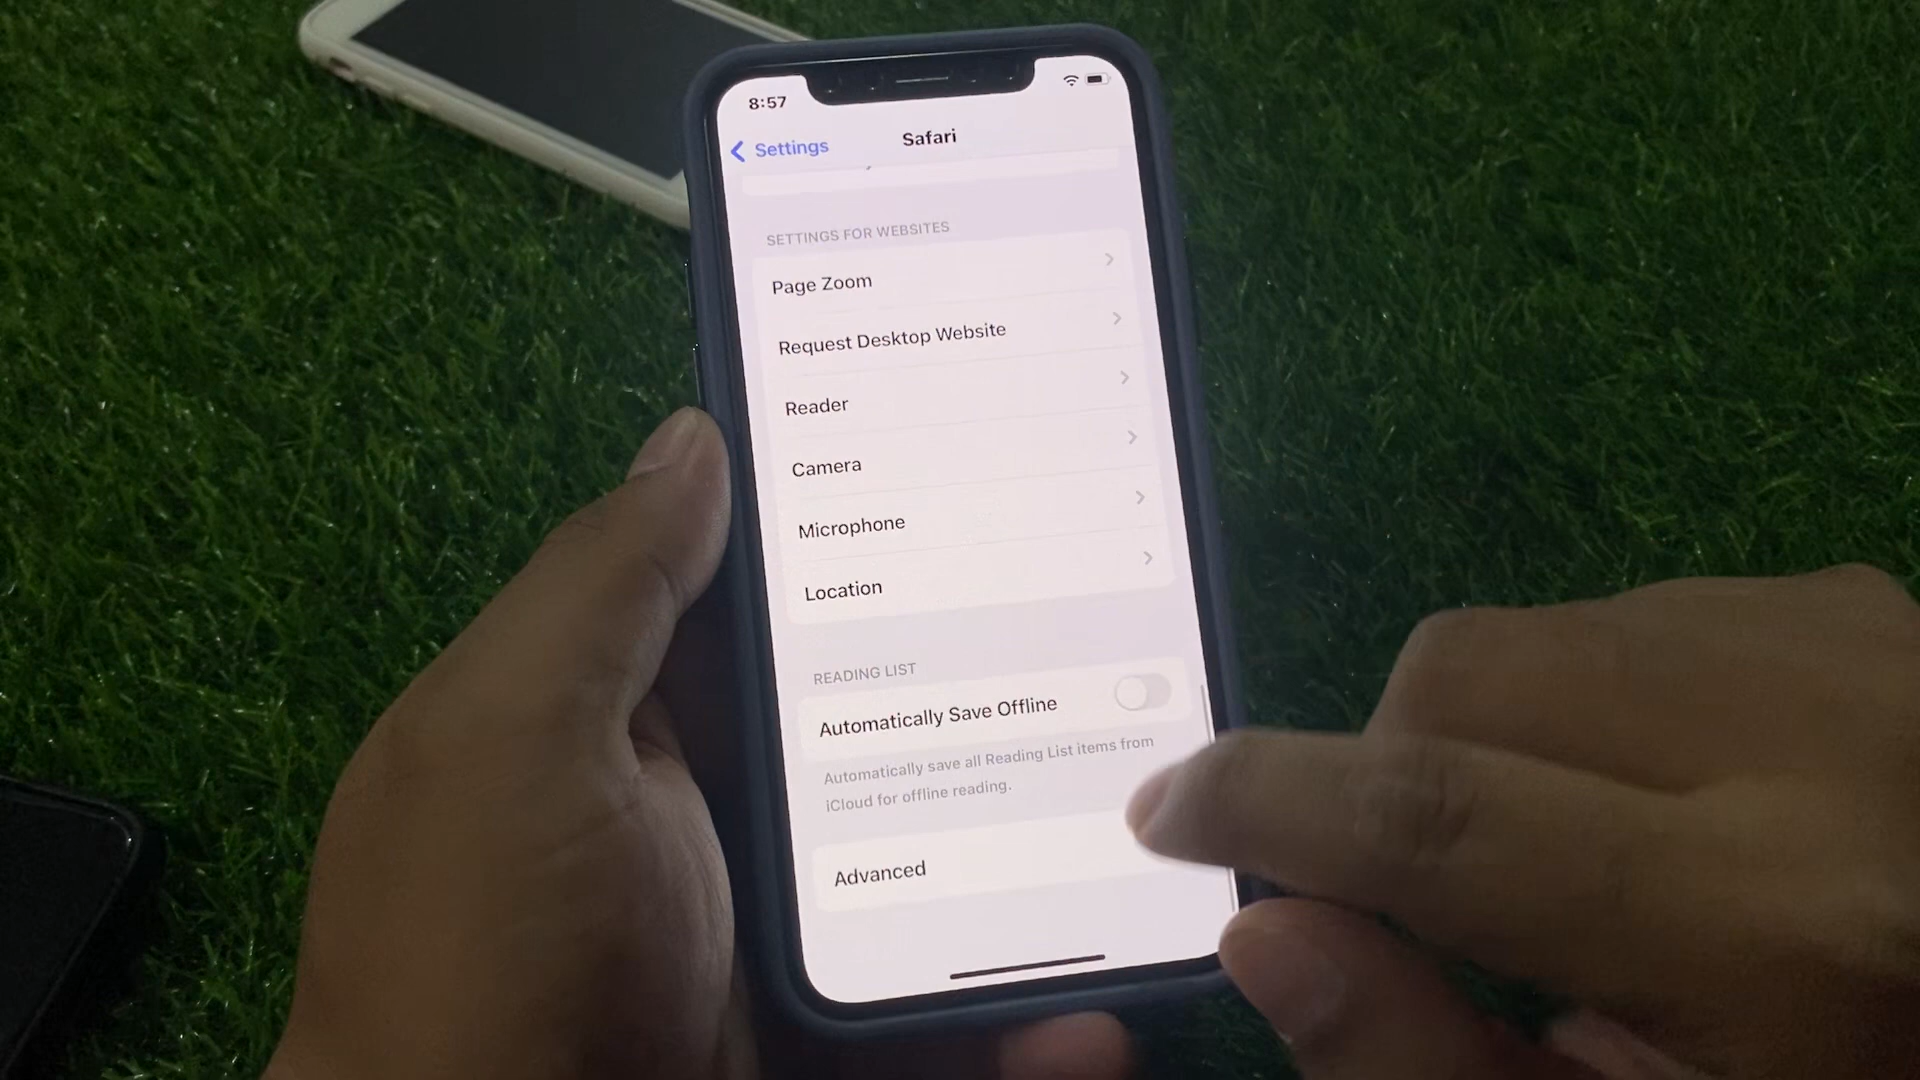 8:57
Settings
Safari
SETTINGS FOR WEBSITES
Page Zoom
Request Desktop Website
Reader
Camera
Microphone
Location
READING LIST
Automatically Save Offline
Automatically save all Reading List items from
iCloud for offline reading.
Advanced